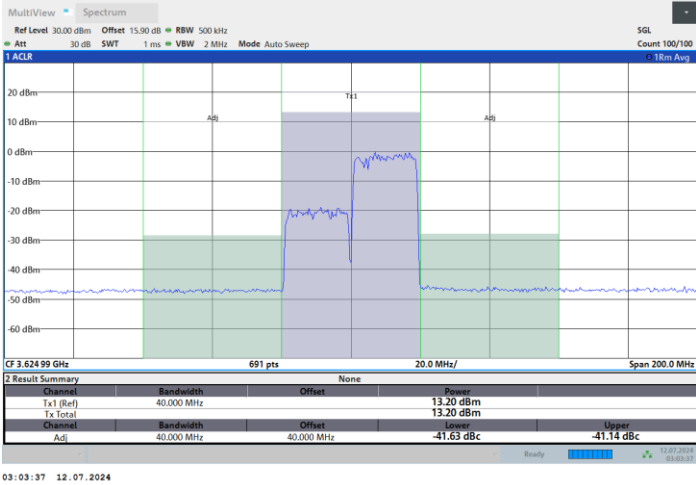 MultiView Spectrum
Ref Level 30.00 dBm Offset 15.90 dB RBW 500 kHz SGL
Att 30 dB SWT 1 ms VBW 2 MHz Mode Auto Sweep Count 100/100
1 ACLR 1Rm Avg
20 dBm
Tx1
10 dBm Adj Adj
0 dBm
-10 dBm
-20 dBm
-30 dBm
-40 dBm
-50 dBm
-60 dBm
CF 3.624 99 GHz 691 pts 20.0 MHz/ Span 200.0 MHz
2 Result Summary None
Channel Bandwidth Offset Power
Tx1 (Ref) 40.000 MHz 13.20 dBm
Tx Total 13.20 dBm
Channel Bandwidth Offset Lower Upper
Adj 40.000 MHz 40.000 MHz -41.63 dBc -41.14 dBc
Ready 12.07.2024
03:03:37
03:03:37 12.07.2024